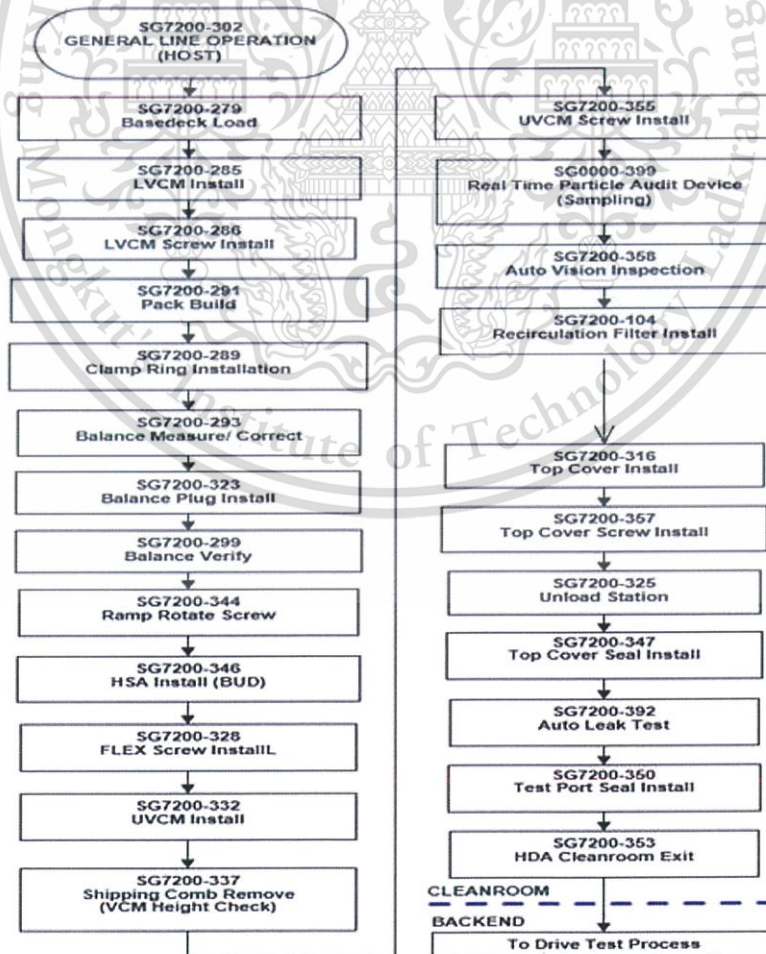 SG7200-302
GENERAL LINE OPERATION
(HOST)
SG7200-279
Basedeck Load
SG7200-285
LVCM Install
SG7200-286
LVCM Screw Install
SG7200-291
Pack Build
SG7200-289
Clamp Ring Installation
SG7200-293
Balance Measure/ Correct
SG7200-323
Balance Plug Install
SG7200-299
Balance Verify
SG7200-344
Ramp Rotate Screw
SG7200-346
HSA Install (BUD)
SG7200-328
FLEX Screw InstallL
SG7200-332
UVCM Install
SG7200-337
Shipping Comb Remove
(VCM Height Check)
SG7200-355
UVCM Screw Install
SG0000-399
Real Time Particle Audit Device
(Sampling)
SG7200-358
Auto Vision Inspection
SG7200-104
Recirculation Filter Install
SG7200-316
Top Cover Install
SG7200-357
Top Cover Screw Install
SG7200-325
Unload Station
SG7200-347
Top Cover Seal Install
SG7200-392
Auto Leak Test
SG7200-350
Test Port Seal Install
SG7200-353
HDA Cleanroom Exit
CLEANROOM
BACKEND
To Drive Test Process
Mongkut's Institute of Technology Ladkrabang